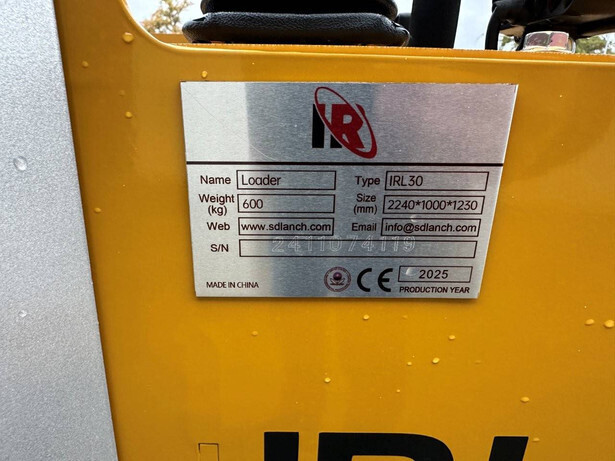 IR
Name Loader Type IRL30
Weight (kg) 600 Size (mm) 2240*1000*1230
Web www.sdlanch.com Email info@sdlanch.com
S/N 2411074119
MADE IN CHINA CE 2025
PRODUCTION YEAR